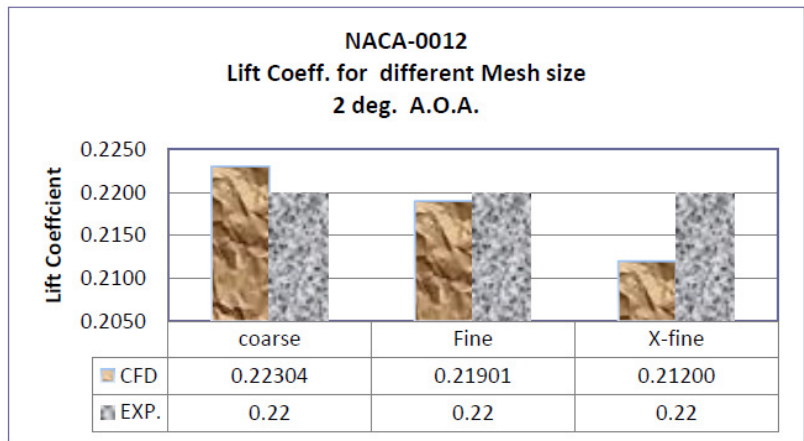 NACA-0012
Lift Coeff. for different Mesh size
2 deg. A.O.A.
Lift Coeffcient
0.2250
0.2200
0.2150
0.2100
0.2050
coarse Fine X-fine
CFD 0.22304 0.21901 0.21200
EXP. 0.22 0.22 0.22